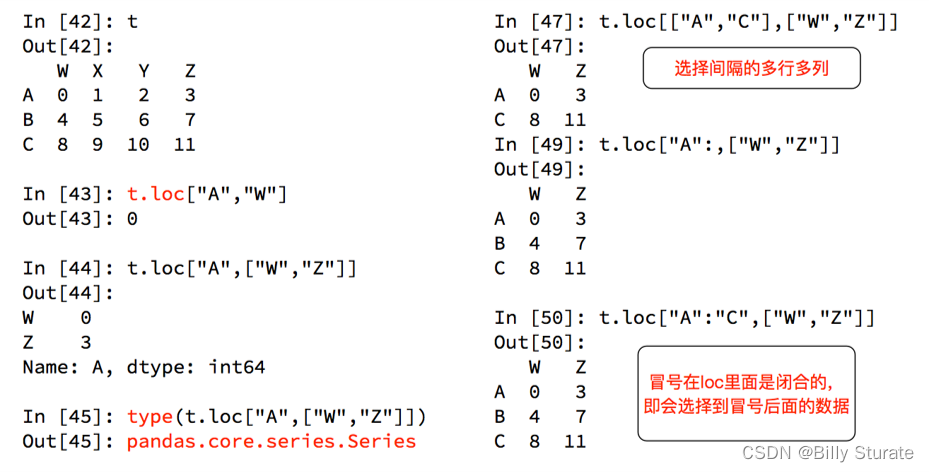 In [42]: t
Out[42]:
   W  X   Y   Z
A  0  1   2   3
B  4  5   6   7
C  8  9  10  11
In [43]: t.loc["A","W"]
Out[43]: 0
In [44]: t.loc["A",["W","Z"]]
Out[44]:
W    0
Z    3
Name: A, dtype: int64
In [45]: type(t.loc["A",["W","Z"]])
Out[45]: pandas.core.series.Series
In [47]: t.loc[["A","C"],["W","Z"]]
Out[47]:
   W   Z
A  0   3
C  8  11
选择间隔的多行多列
In [49]: t.loc["A":,["W","Z"]]
Out[49]:
   W   Z
A  0   3
B  4   7
C  8  11
In [50]: t.loc["A":"C",["W","Z"]]
Out[50]:
   W   Z
A  0   3
B  4   7
C  8  11
冒号在loc里面是闭合的,
即会选择到冒号后面的数据
CSDN @Billy Sturate